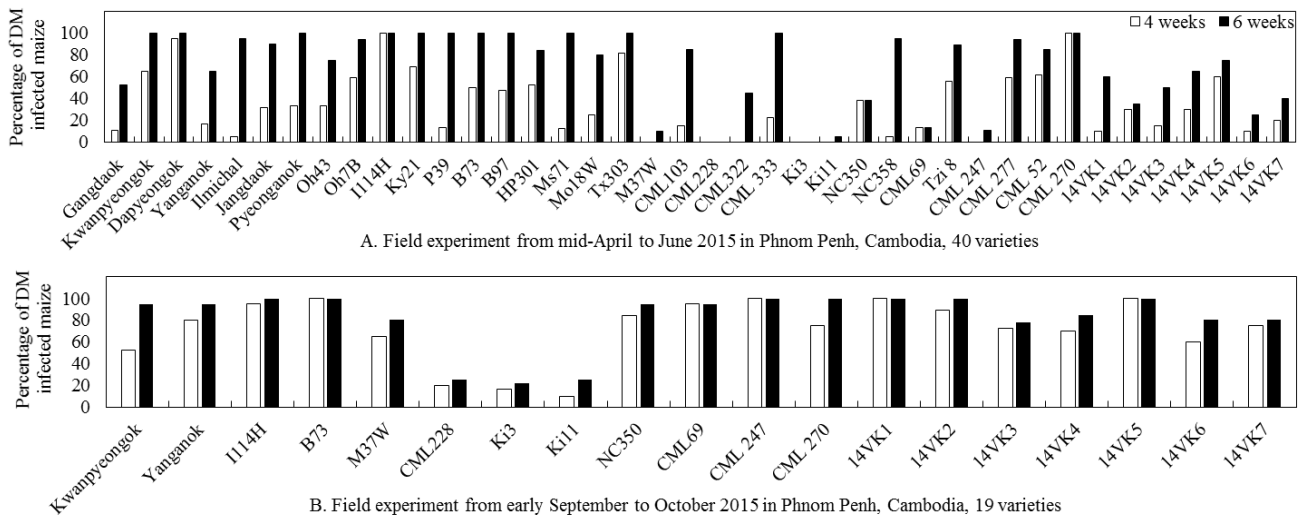 Percentage of DM
infected maize
100
80
60
40
20
0
4 weeks 6 weeks
Gangdaok
Kwanpyeongok
Dapyeongok
Yanganok
Ilmichal
Jangdaok
Pyeonganok
Oh43
Oh7B
I114H
Ky21
P39
B73
B97
HP301
Ms71
Mo18W
Tx303
M37W
CML103
CML228
CML322
CML 333
Ki3
Ki11
NC350
NC358
CML69
Tzi8
CML 247
CML 277
CML 52
CML 270
14VK1
14VK2
14VK3
14VK4
14VK5
14VK6
14VK7
A. Field experiment from mid-April to June 2015 in Phnom Penh, Cambodia, 40 varieties
Percentage of DM
infected maize
100
80
60
40
20
0
Kwanpyeongok
Yanganok
I114H
B73
M37W
CML228
Ki3
Ki11
NC350
CML69
CML 247
CML 270
14VK1
14VK2
14VK3
14VK4
14VK5
14VK6
14VK7
B. Field experiment from early September to October 2015 in Phnom Penh, Cambodia, 19 varieties